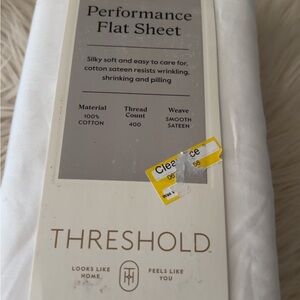 Performance
Flat Sheet
Silky soft and easy to care for,
cotton sateen resists wrinkling,
shrinking and pilling
Material
100%
COTTON
Thread
Count
400
Weave
SMOOTH
SATEEN
THRESHOLD
LOOKS LIKE
HOME,
FEELS LIKE
YOU